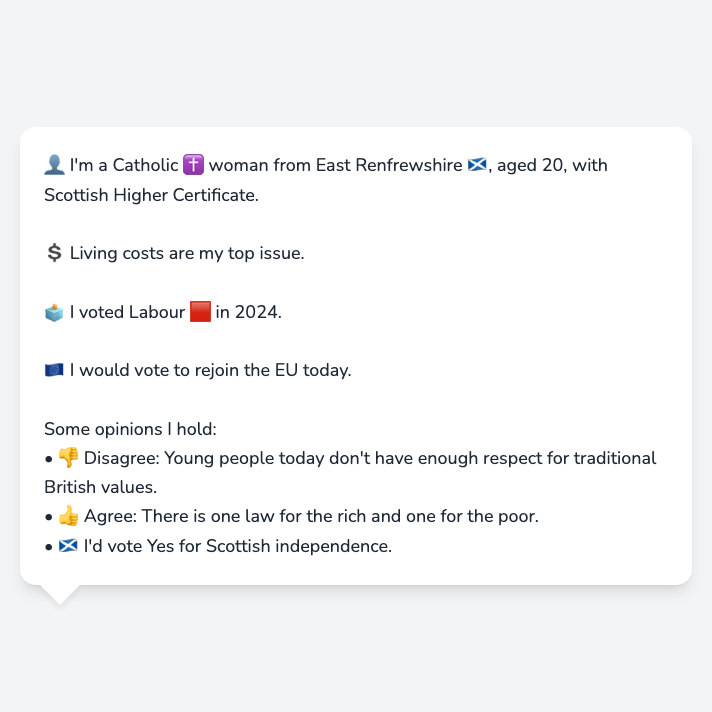 👤 I'm a Catholic ✝️ woman from East Renfrewshire 🏴󠁧󠁢󠁳󠁣󠁴󠁿, aged 20, with
Scottish Higher Certificate.
💲 Living costs are my top issue.
🗳️ I voted Labour 🟥 in 2024.
🇪🇺 I would vote to rejoin the EU today.
Some opinions I hold:
• 👎 Disagree: Young people today don't have enough respect for traditional
British values.
• 👍 Agree: There is one law for the rich and one for the poor.
• 🏴󠁧󠁢󠁳󠁣󠁴󠁿 I'd vote Yes for Scottish independence.